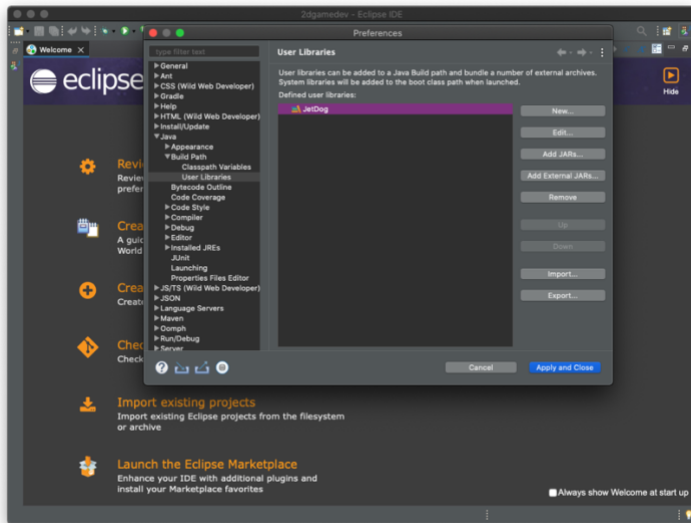 2dgamedev - Eclipse IDE
Preferences
Welcome
eclipse
Hide
type filter text
General
Ant
CSS (Wild Web Developer)
Gradle
Help
HTML (Wild Web Developer)
Install/Update
Java
Appearance
Build Path
Classpath Variables
User Libraries
Bytecode Outline
Code Coverage
Code Style
Compiler
Debug
Editor
Installed JREs
JUnit
Launching
Properties Files Editor
JS/TS (Wild Web Developer)
JSON
Language Servers
Maven
Oomph
Run/Debug
Server
User Libraries
User libraries can be added to a Java Build path and bundle a number of external archives.
System libraries will be added to the boot class path when launched.
Defined user libraries:
JetDog
New...
Edit...
Add JARs...
Add External JARs...
Remove
Up
Down
Import...
Export...
Cancel
Apply and Close
Revi
Review
prefer
Crea
A guid
World
Crea
Create
Chec
Check
Import existing projects
Import existing Eclipse projects from the filesystem
or archive
Launch the Eclipse Marketplace
Enhance your IDE with additional plugins and
install your Marketplace favorites
Always show Welcome at start up